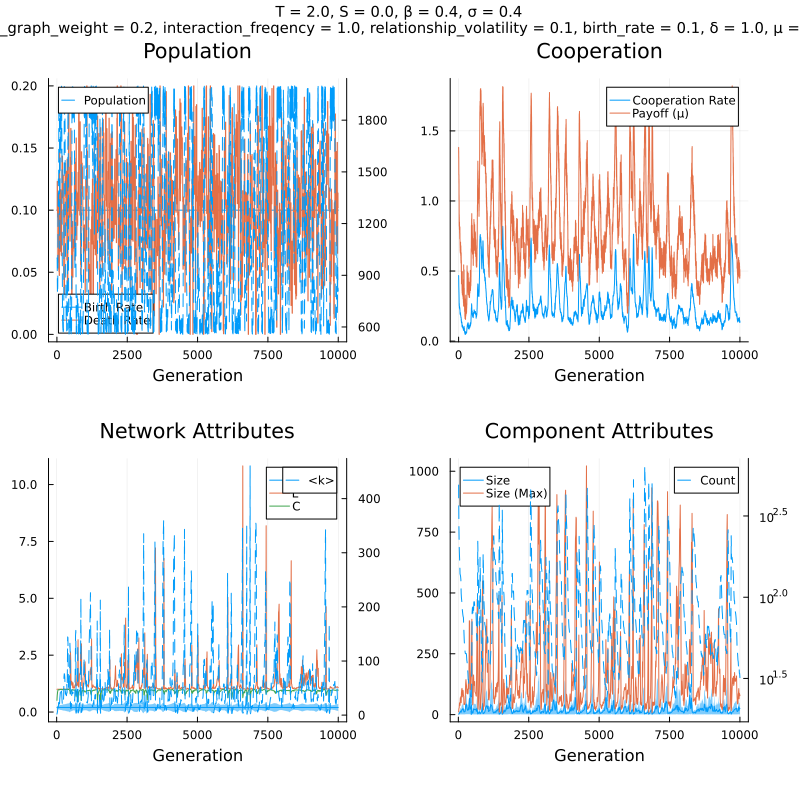 T = 2.0, S = 0.0, β = 0.4, σ = 0.4
_graph_weight = 0.2, interaction_freqency = 1.0, relationship_volatility = 0.1, birth_rate = 0.1, δ = 1.0, μ =
Population
Cooperation
0.20
0.15
0.10
0.05
0.00
Population
Birth Rate
Death Rate
1800
1500
1200
900
600
0
2500
5000
7500
10000
Generation
1.5
1.0
0.5
0.0
Cooperation Rate
Payoff (μ)
0
2500
5000
7500
10000
Generation
Network Attributes
Component Attributes
10.0
7.5
5.0
2.5
0.0
<k>
C
400
300
200
100
0
0
2500
5000
7500
10000
Generation
1000
750
500
250
0
Size
Size (Max)
Count
10^2.5
10^2.0
10^1.5
0
2500
5000
7500
10000
Generation